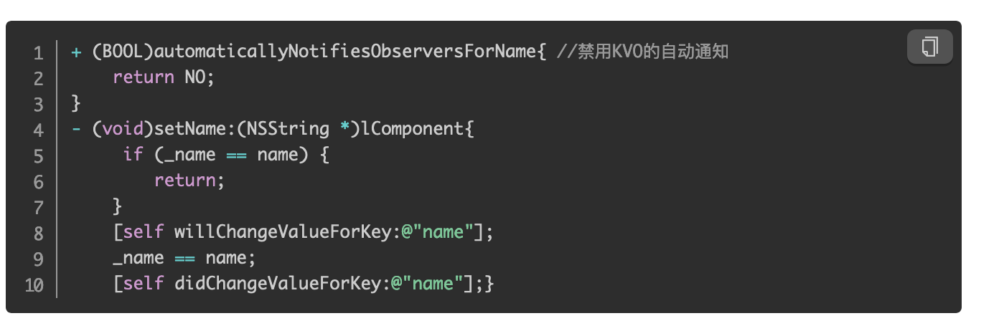 1 + (BOOL)automaticallyNotifiesObserversForName{ //禁用KVO的自动通知
2     return NO;
3 }
4 - (void)setName:(NSString *)lComponent{
5      if (_name == name) {
6         return;
7     }
8     [self willChangeValueForKey:@"name"];
9     _name == name;
10     [self didChangeValueForKey:@"name"];}